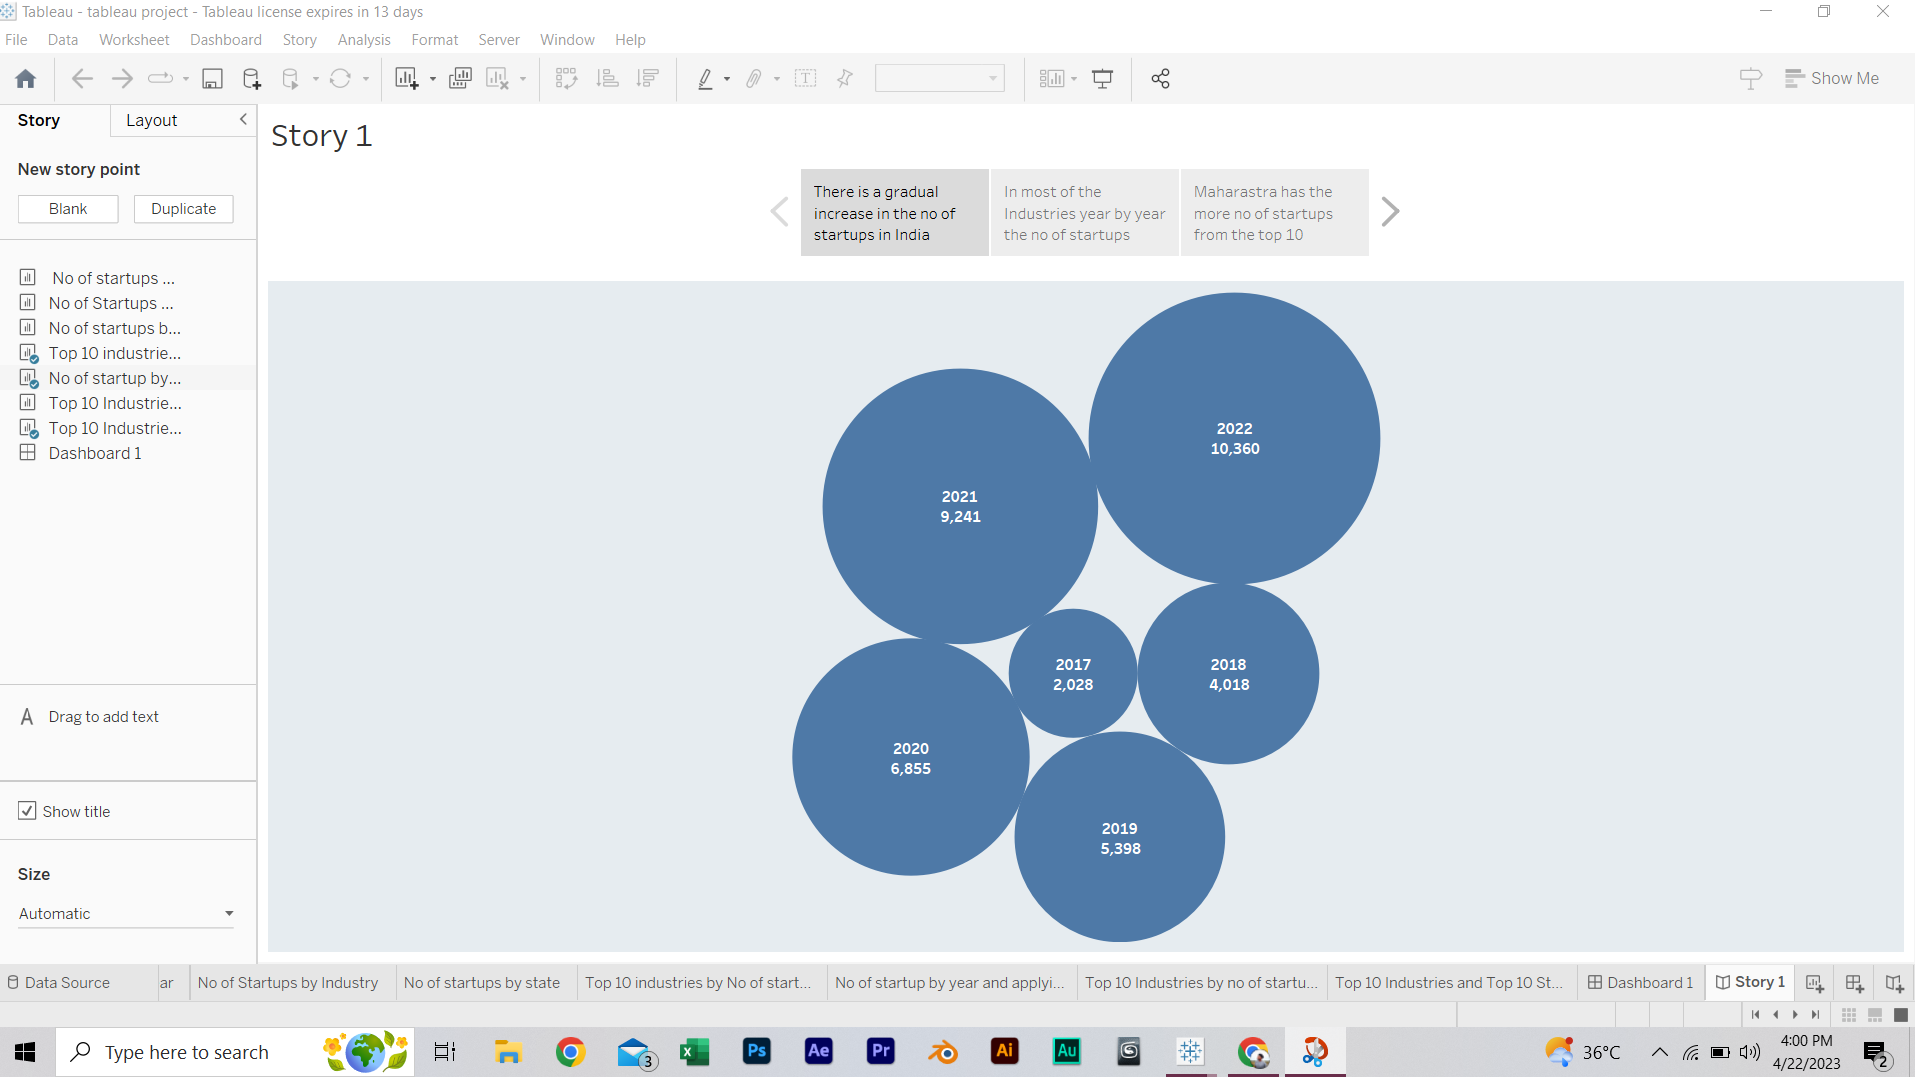 Tableau - tableau project - Tableau license expires in 13 days
File Data Worksheet Dashboard Story Analysis Format Server Window Help
Show Me
Story Layout
Story 1
New story point
Blank Duplicate
There is a gradual
increase in the no of
startups in India
In most of the
Industries year by year
the no of startups
Maharastra has the
more no of startups
from the top 10
No of startups ...
No of Startups ...
No of startups b...
Top 10 industrie...
No of startup by...
Top 10 Industrie...
Top 10 Industrie...
Dashboard 1
2022
10,360
2021
9,241
2017
2,028
2018
4,018
2020
6,855
2019
5,398
A Drag to add text
Show title
Size
Automatic
Data Source ar No of Startups by Industry No of startups by state Top 10 industries by No of start... No of startup by year and applyi... Top 10 Industries by no of startu... Top 10 Industries and Top 10 St... Dashboard 1 Story 1
Type here to search
3
Ps
Ae
Pr
Ai
Au
36°C
4:00 PM
4/22/2023
2